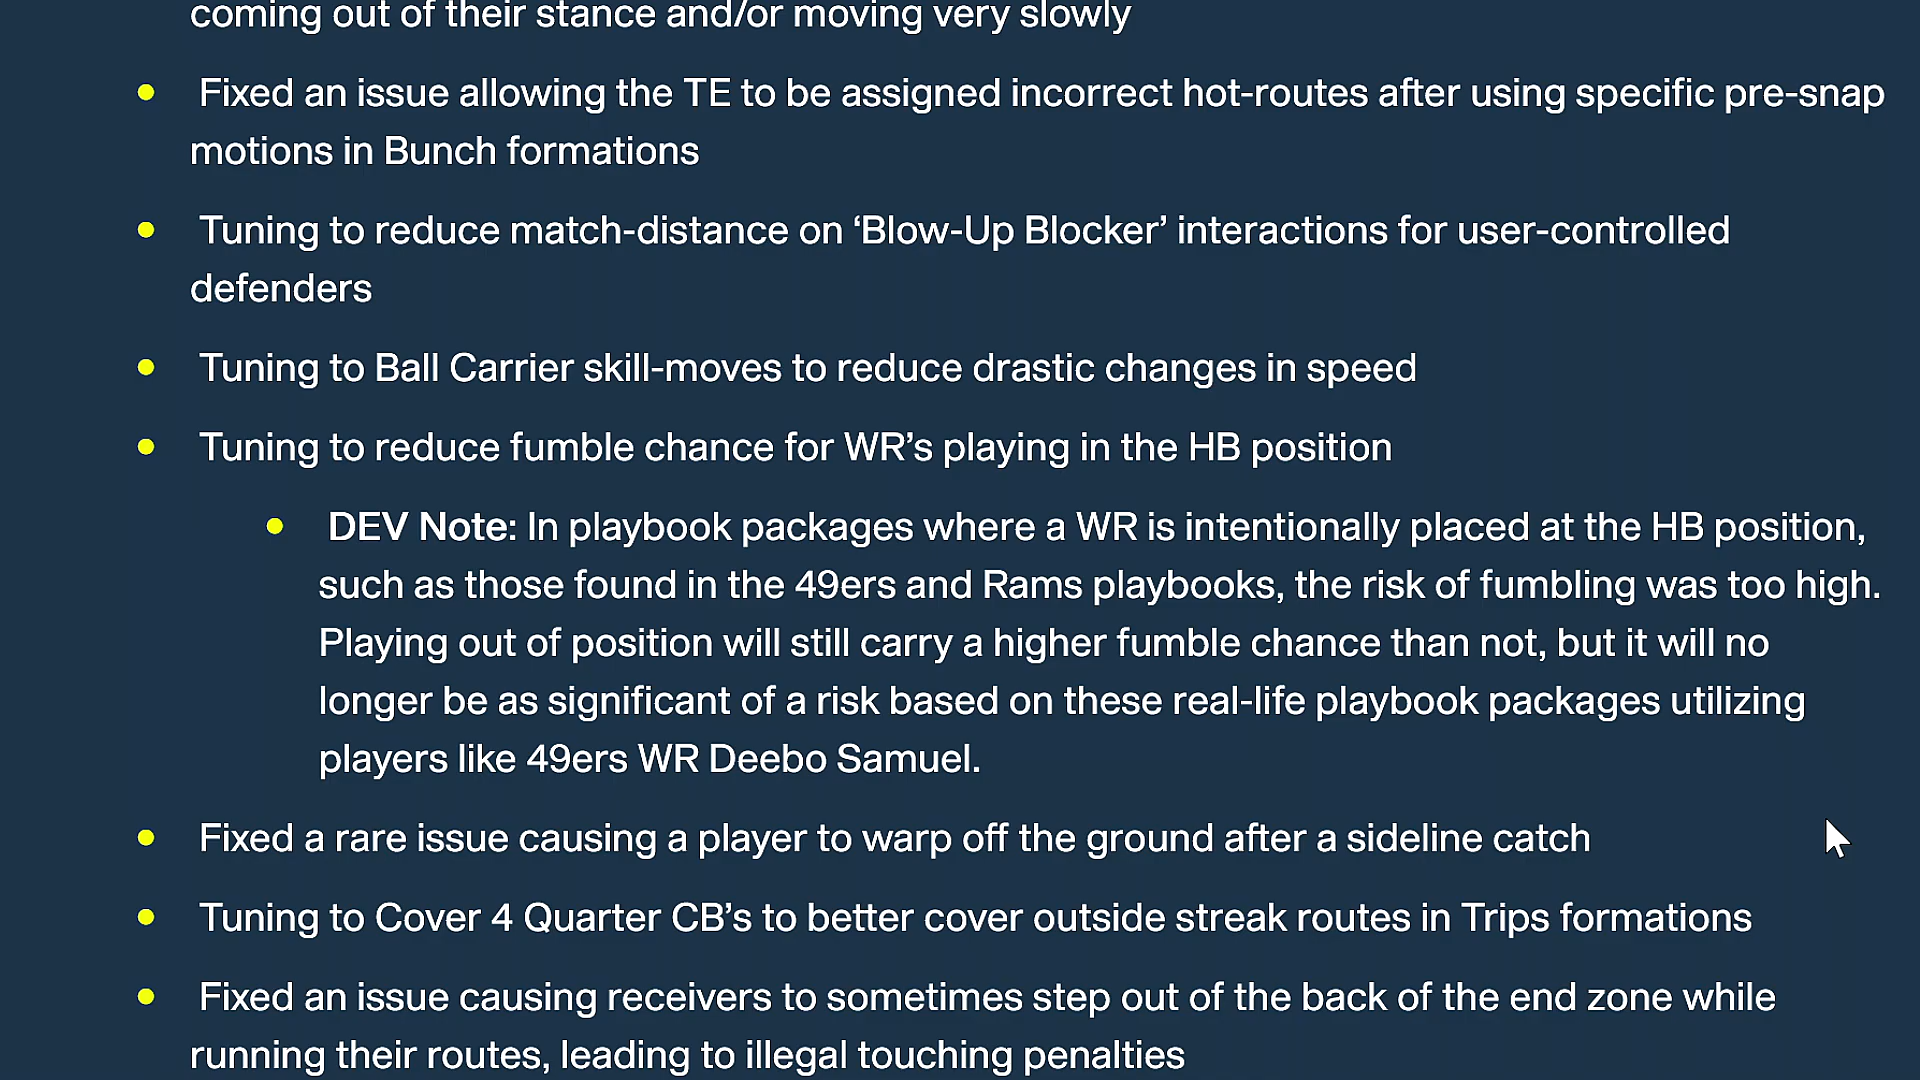 coming out of their stance and/or moving very slowly
Fixed an issue allowing the TE to be assigned incorrect hot-routes after using specific pre-snap
motions in Bunch formations
Tuning to reduce match-distance on ‘Blow-Up Blocker’ interactions for user-controlled
defenders
Tuning to Ball Carrier skill-moves to reduce drastic changes in speed
Tuning to reduce fumble chance for WR’s playing in the HB position
DEV Note: In playbook packages where a WR is intentionally placed at the HB position,
such as those found in the 49ers and Rams playbooks, the risk of fumbling was too high.
Playing out of position will still carry a higher fumble chance than not, but it will no
longer be as significant of a risk based on these real-life playbook packages utilizing
players like 49ers WR Deebo Samuel.
Fixed a rare issue causing a player to warp off the ground after a sideline catch
Tuning to Cover 4 Quarter CB’s to better cover outside streak routes in Trips formations
Fixed an issue causing receivers to sometimes step out of the back of the end zone while
running their routes, leading to illegal touching penalties